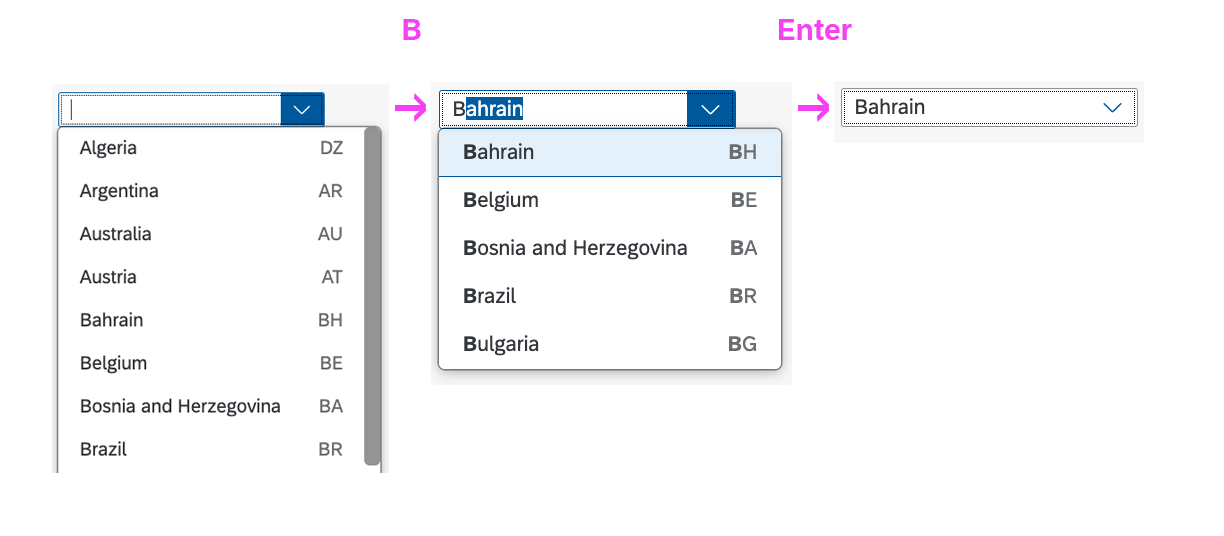 B
Enter
Algeria DZ
Argentina AR
Australia AU
Austria AT
Bahrain BH
Belgium BE
Bosnia and Herzegovina BA
Brazil BR
Bahrain
Bahrain BH
Belgium BE
Bosnia and Herzegovina BA
Brazil BR
Bulgaria BG
Bahrain